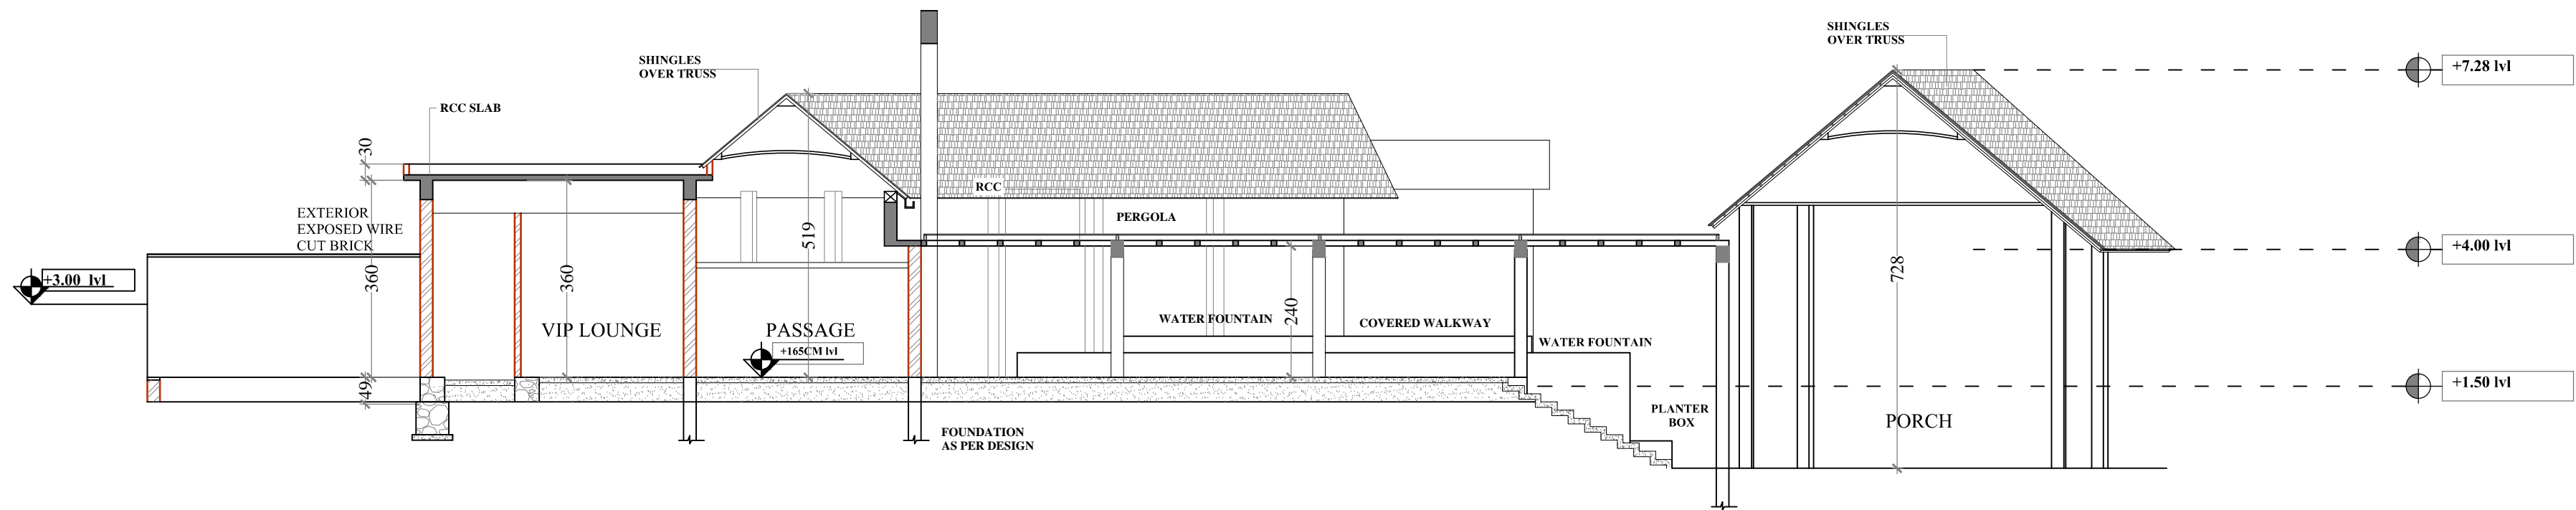 SHINGLES
OVER TRUSS
SHINGLES
OVER TRUSS
+7.28 lvl
RCC SLAB
30
RCC
EXTERIOR
EXPOSED WIRE
CUT BRICK
PERGOLA
519
+4.00 lvl
+3.00 lvl
360
360
728
240
VIP LOUNGE
PASSAGE
WATER FOUNTAIN
COVERED WALKWAY
+165CM lvl
WATER FOUNTAIN
49
+1.50 lvl
PLANTER
BOX
PORCH
FOUNDATION
AS PER DESIGN